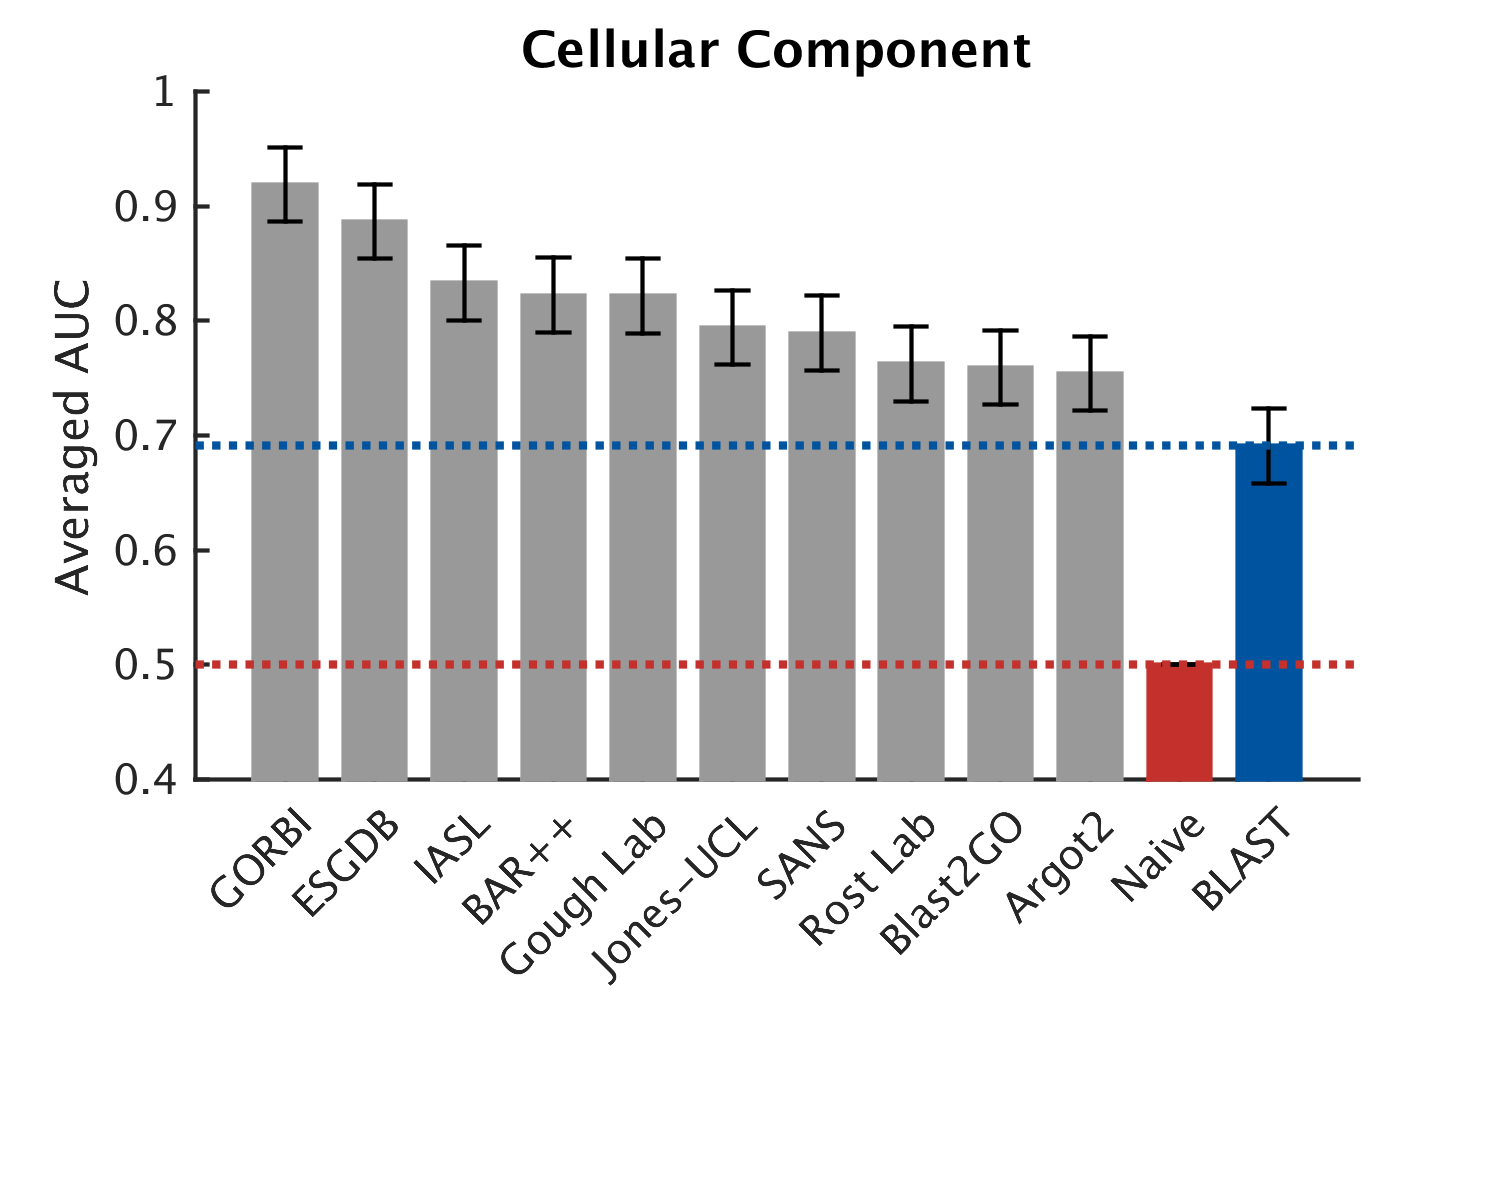 Cellular Component
Averaged AUC
1
0.9
0.8
0.7
0.6
0.5
0.4
GORBI
ESGDB
IASL
BAR++
Gough Lab
Jones−UCL
SANS
Rost Lab
Blast2GO
Argot2
Naive
BLAST